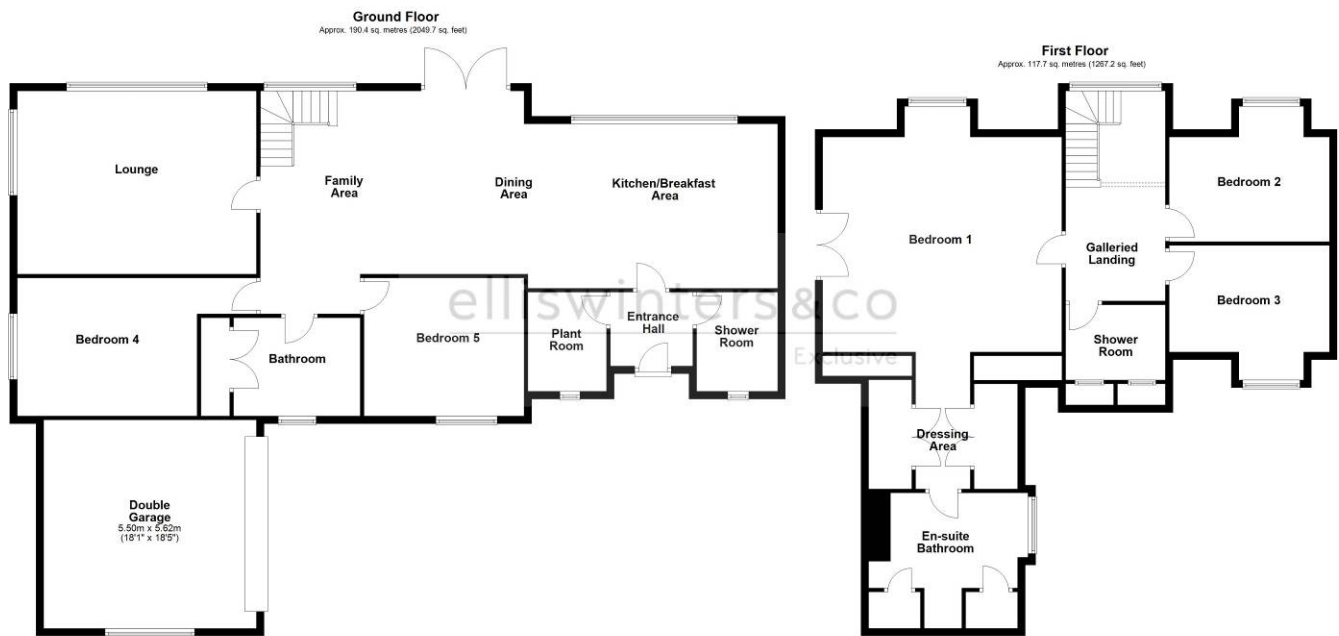 Ground Floor
Approx. 190.4 sq. metres (2049.7 sq. feet)
Lounge
Family
Area
Dining
Area
Kitchen/Breakfast
Area
Bedroom 4
Bathroom
Bedroom 5
Plant
Room
Entrance
Hall
Shower
Room
Double
Garage
5.50m x 5.62m
(18'1" x 18'5")
First Floor
Approx. 117.7 sq. metres (1267.2 sq. feet)
Bedroom 1
Galleried
Landing
Bedroom 2
Bedroom 3
Shower
Room
Dressing
Area
En-suite
Bathroom
elliswinters&co
Exclusive